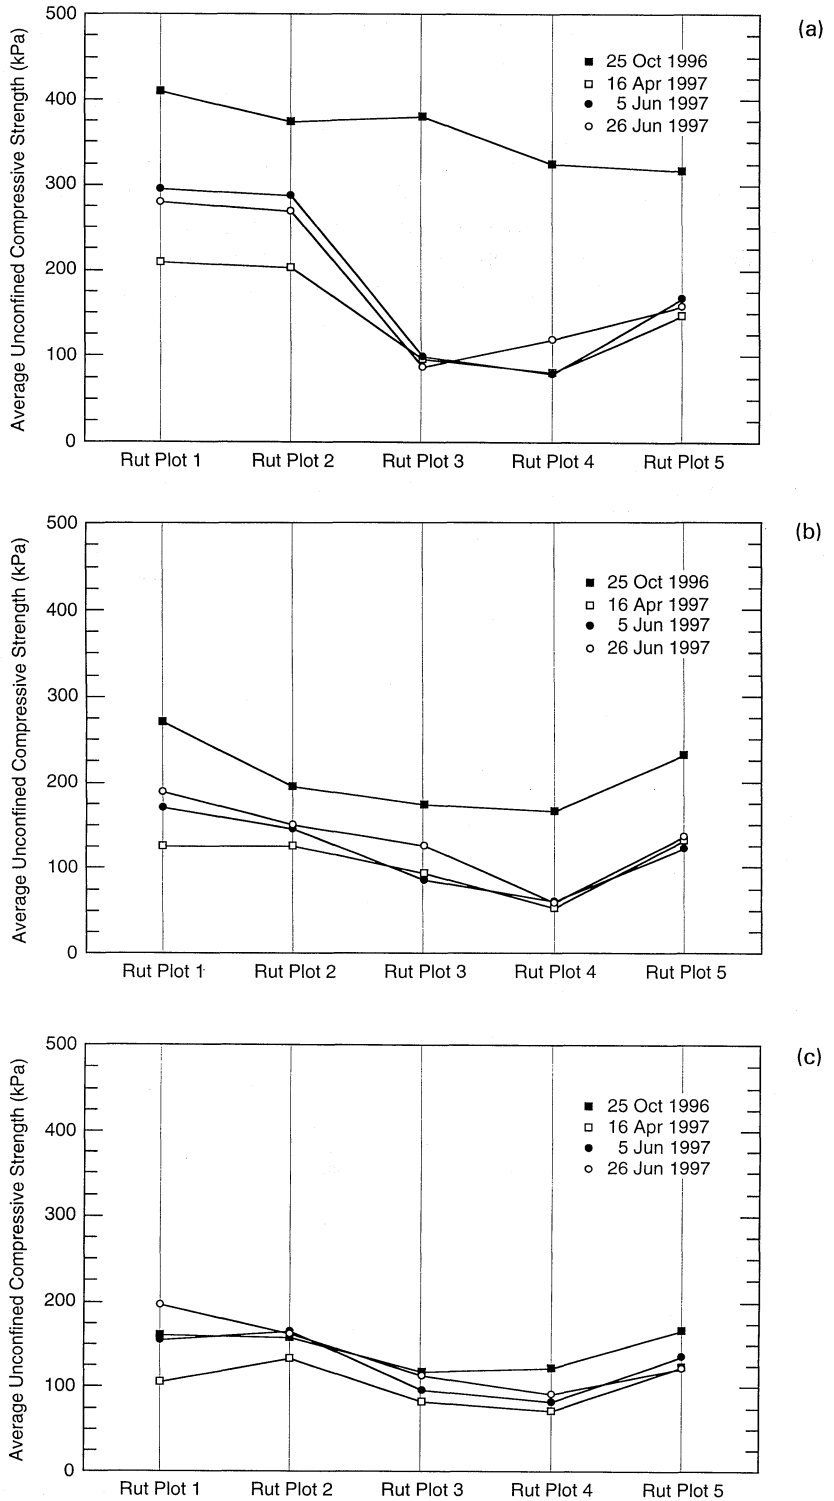 (a)
Average Unconfined Compressive Strength (kPa)
500
400
300
200
100
0
25 Oct 1996
16 Apr 1997
5 Jun 1997
26 Jun 1997
Rut Plot 1 Rut Plot 2 Rut Plot 3 Rut Plot 4 Rut Plot 5
(b)
Average Unconfined Compressive Strength (kPa)
500
400
300
200
100
0
25 Oct 1996
16 Apr 1997
5 Jun 1997
26 Jun 1997
Rut Plot 1 Rut Plot 2 Rut Plot 3 Rut Plot 4 Rut Plot 5
(c)
Average Unconfined Compressive Strength (kPa)
500
400
300
200
100
0
25 Oct 1996
16 Apr 1997
5 Jun 1997
26 Jun 1997
Rut Plot 1 Rut Plot 2 Rut Plot 3 Rut Plot 4 Rut Plot 5